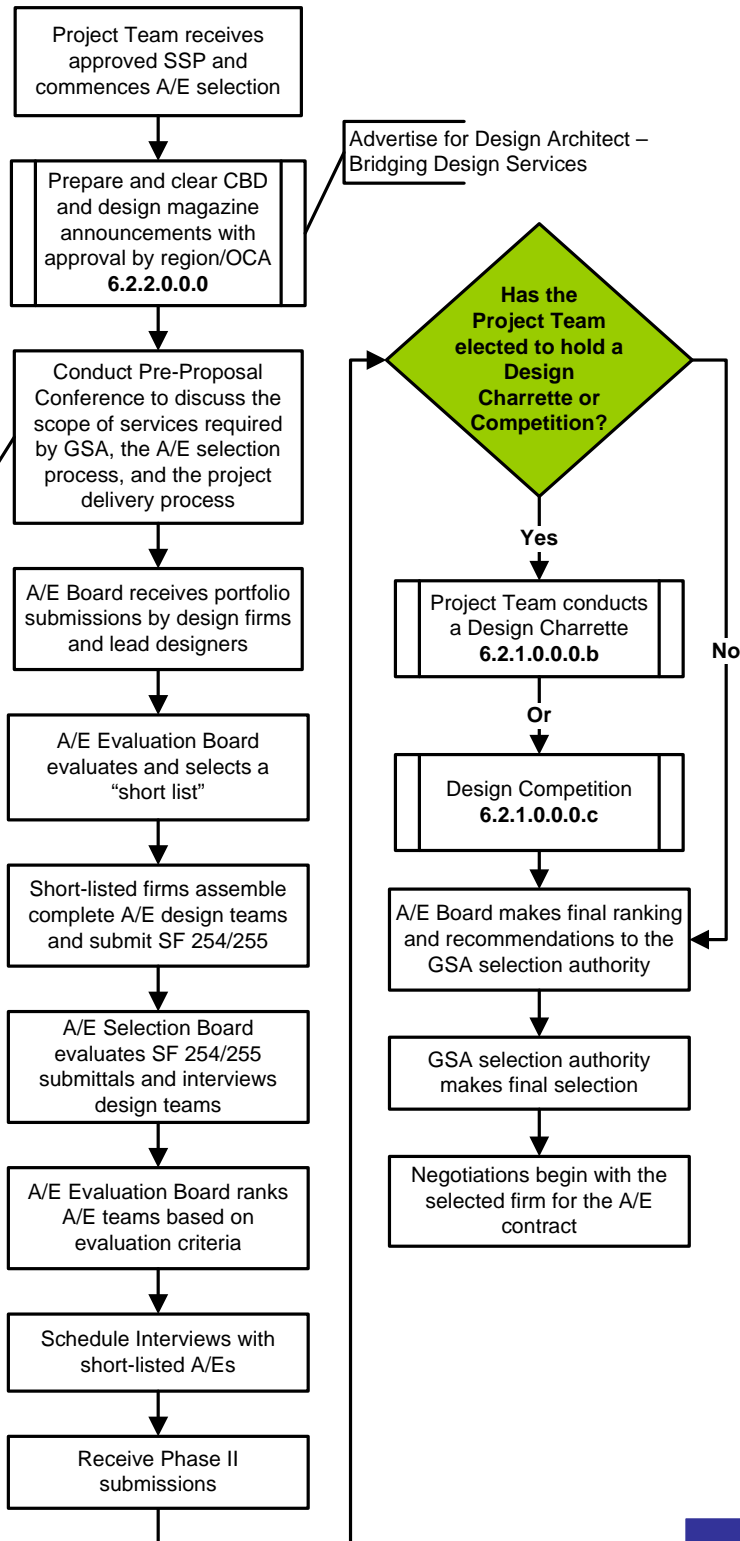 Project Team receives
approved SSP and
commences A/E selection
Advertise for Design Architect –
Bridging Design Services
Prepare and clear CBD
and design magazine
announcements with
approval by region/OCA
6.2.2.0.0.0
Conduct Pre-Proposal
Conference to discuss the
scope of services required
by GSA, the A/E selection
process, and the project
delivery process
A/E Board receives portfolio
submissions by design firms
and lead designers
A/E Evaluation Board
evaluates and selects a
“short list”
Short-listed firms assemble
complete A/E design teams
and submit SF 254/255
A/E Selection Board
evaluates SF 254/255
submittals and interviews
design teams
A/E Evaluation Board ranks
A/E teams based on
evaluation criteria
Schedule Interviews with
short-listed A/Es
Receive Phase II
submissions
Has the
Project Team
elected to hold a
Design
Charrette or
Competition?
Yes
No
Project Team conducts
a Design Charrette
6.2.1.0.0.0.b
Or
Design Competition
6.2.1.0.0.0.c
A/E Board makes final ranking
and recommendations to the
GSA selection authority
GSA selection authority
makes final selection
Negotiations begin with the
selected firm for the A/E
contract